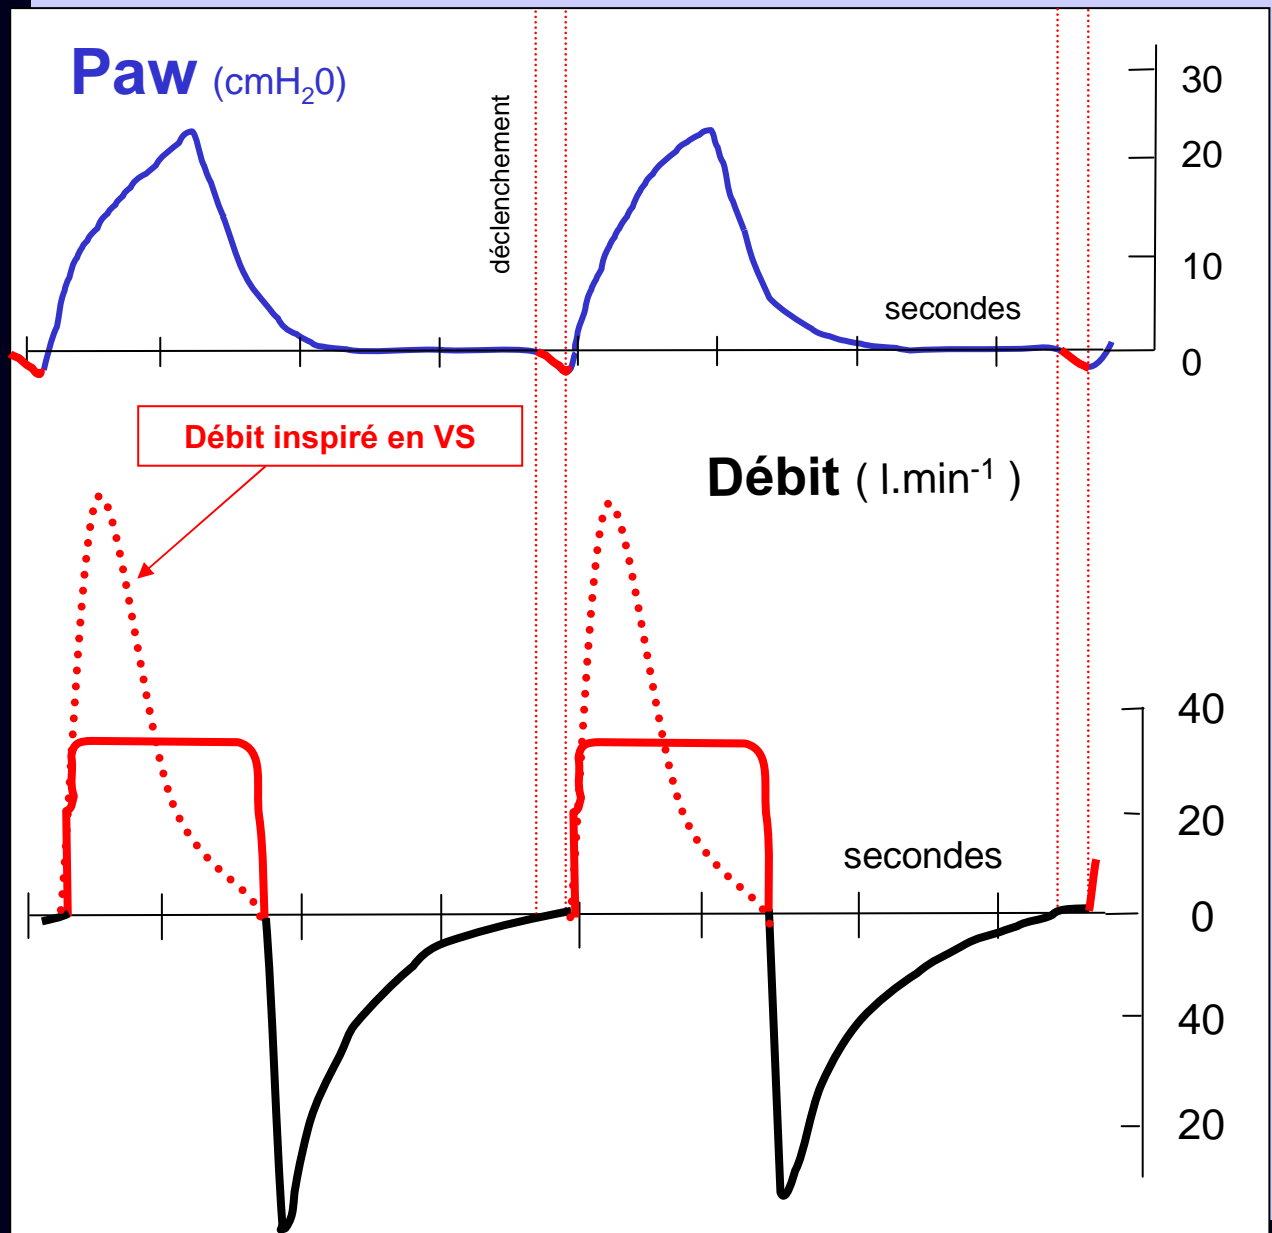 Paw (cmH₂0)
déclenchement
30
20
10
0
secondes
Débit inspiré en VS
Débit ( l.min⁻¹ )
40
20
0
40
20
secondes